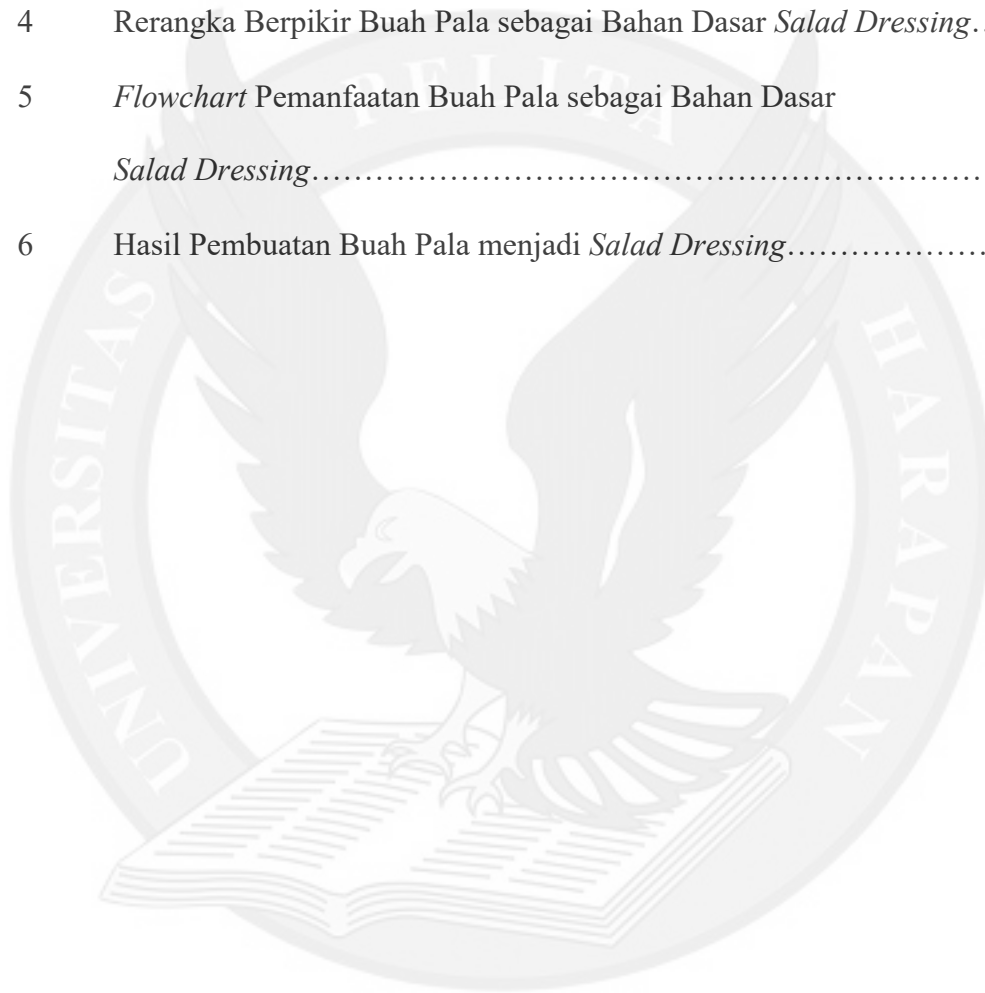 4 Rerangka Berpikir Buah Pala sebagai Bahan Dasar Salad Dressing…
5 Flowchart Pemanfaatan Buah Pala sebagai Bahan Dasar
Salad Dressing…………………………………………………………
6 Hasil Pembuatan Buah Pala menjadi Salad Dressing…………………
UNIVERSITAS PELITA HARAPAN